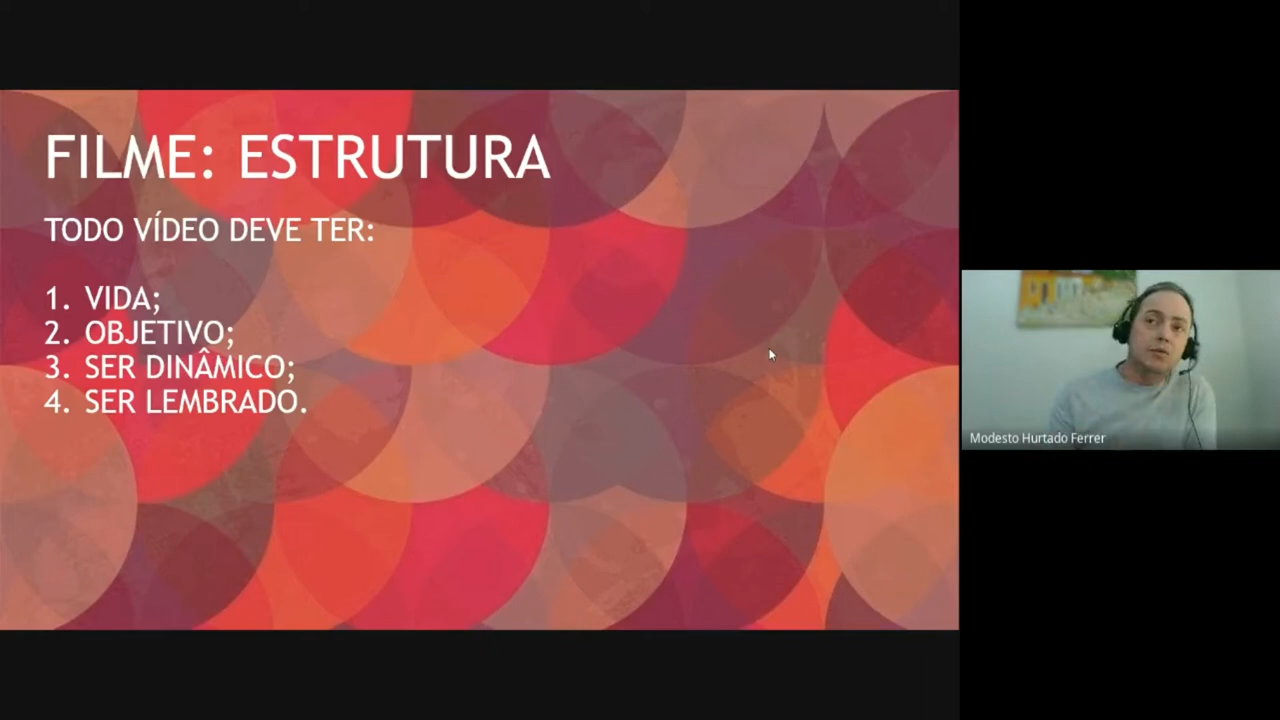 FILME: ESTRUTURA
TODO VÍDEO DEVE TER:
1. VIDA;
2. OBJETIVO;
3. SER DINÂMICO;
4. SER LEMBRADO.
Modesto Hurtado Ferrer